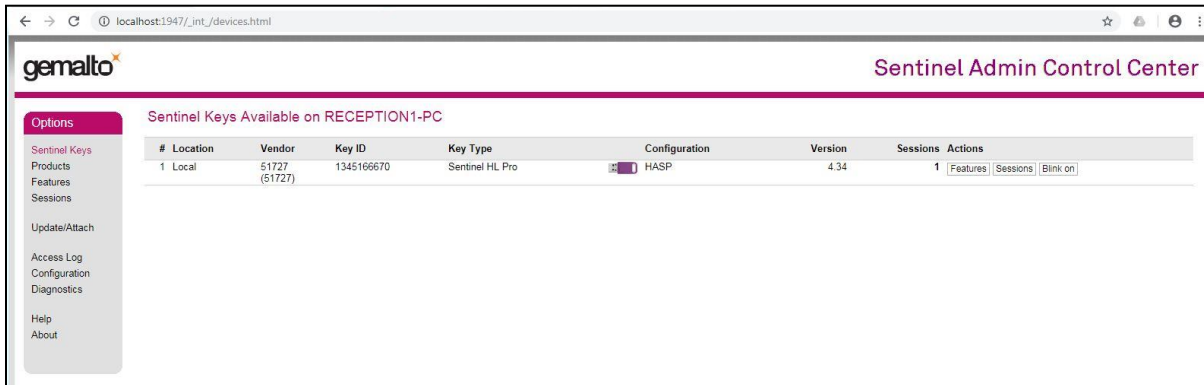 localhost:1947/_int_/devices.html
gemalto
Sentinel Admin Control Center
Options
Sentinel Keys
Products
Features
Sessions
Update/Attach
Access Log
Configuration
Diagnostics
Help
About
Sentinel Keys Available on RECEPTION1-PC
# Location Vendor Key ID Key Type Configuration Version Sessions Actions
1 Local 51727 1345166670 Sentinel HL Pro HASP 4.34 1 Features Sessions Blink on
(51727)